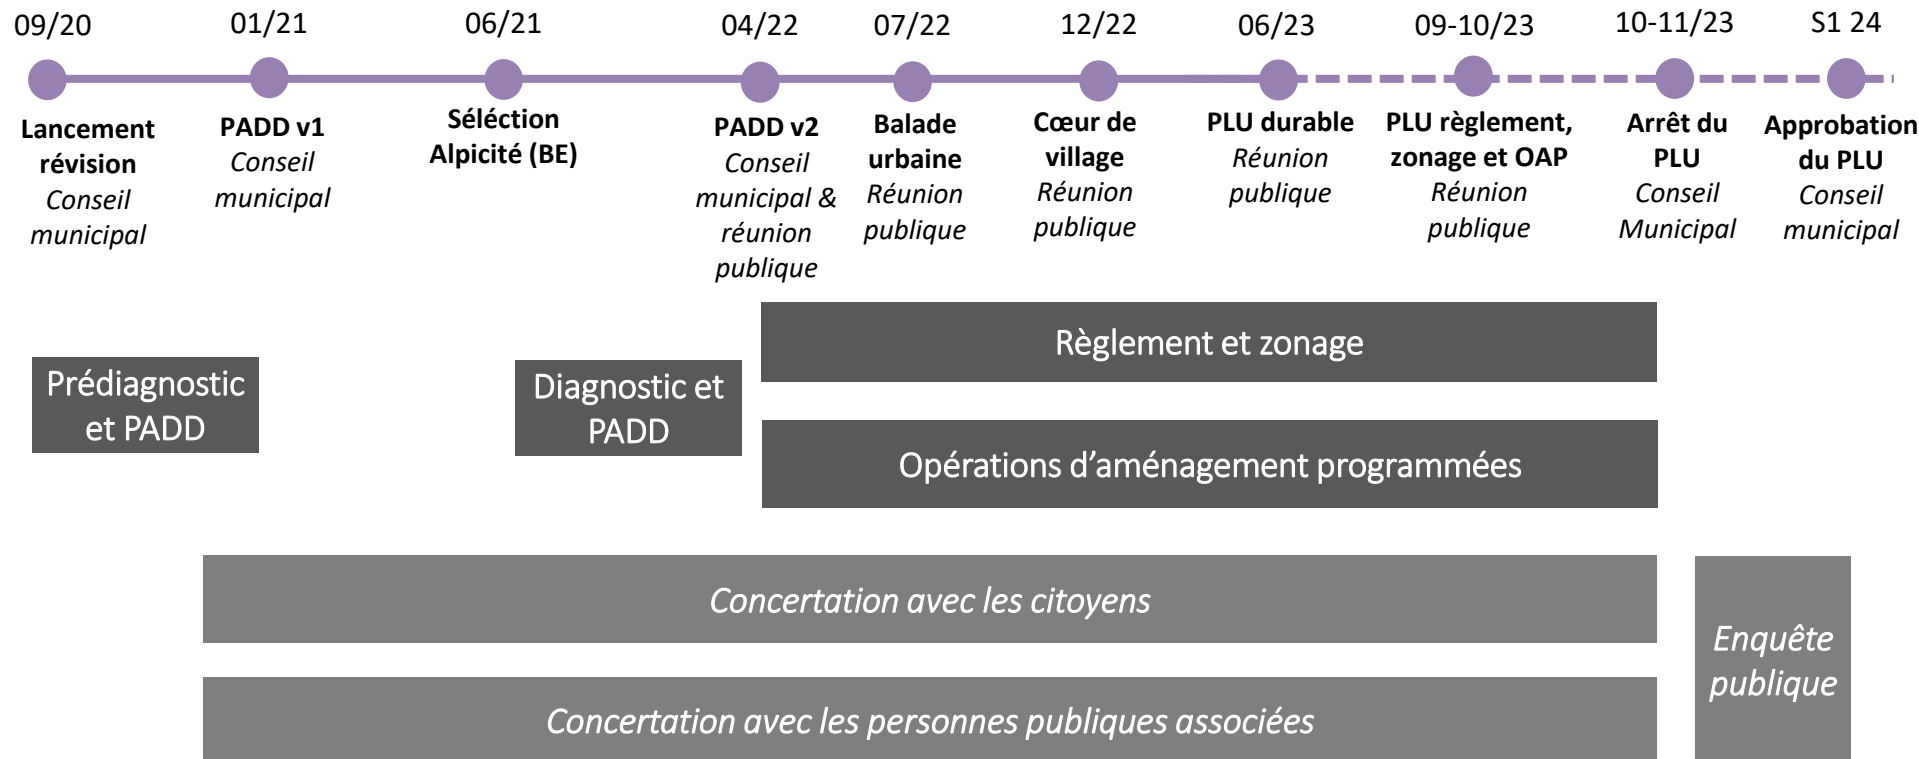 09/20
01/21
06/21
04/22
07/22
12/22
06/23
09-10/23
10-11/23
S1 24
Lancement
révision
Conseil
municipal
PADD v1
Conseil
municipal
Séléction
Alpicité (BE)
PADD v2
Conseil
municipal &
réunion
publique
Balade
urbaine
Réunion
publique
Cœur de
village
Réunion
publique
PLU durable
Réunion
publique
PLU règlement,
zonage et OAP
Réunion
publique
Arrêt du
PLU
Conseil
Municipal
Approbation
du PLU
Conseil
municipal
Règlement et zonage
Prédiagnostic
et PADD
Diagnostic et
PADD
Opérations d'aménagement programmées
Concertation avec les citoyens
Enquête
publique
Concertation avec les personnes publiques associées